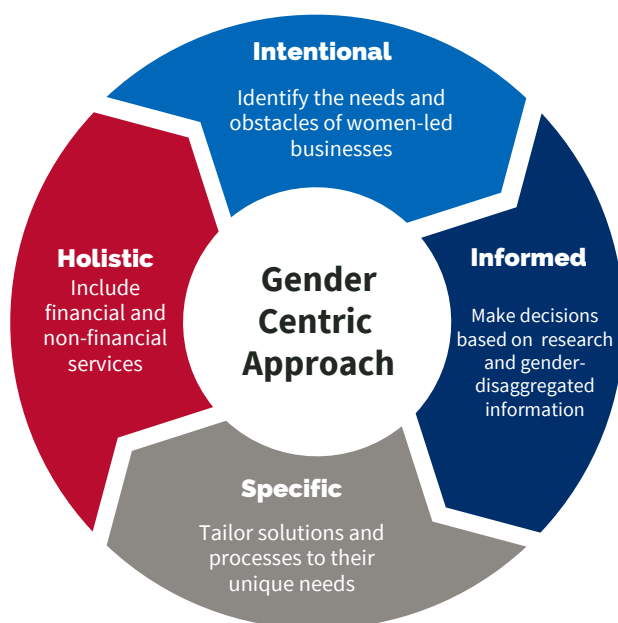 Intentional
Identify the needs and
obstacles of women-led
businesses
Informed
Make decisions
based on research
and gender-
disaggregated
information
Specific
Tailor solutions and
processes to their
unique needs
Holistic
Include
financial and
non-financial
services
Gender
Centric
Approach